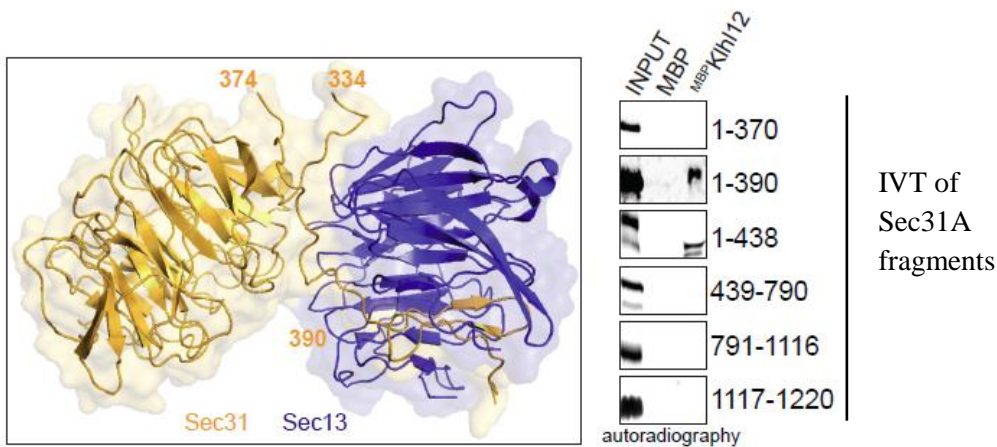 374 334
390
Sec31 Sec13
INPUT
MBP
MBPKlhl12
1-370
1-390
1-438
439-790
791-1116
1117-1220
autoradiography
IVT of
Sec31A
fragments